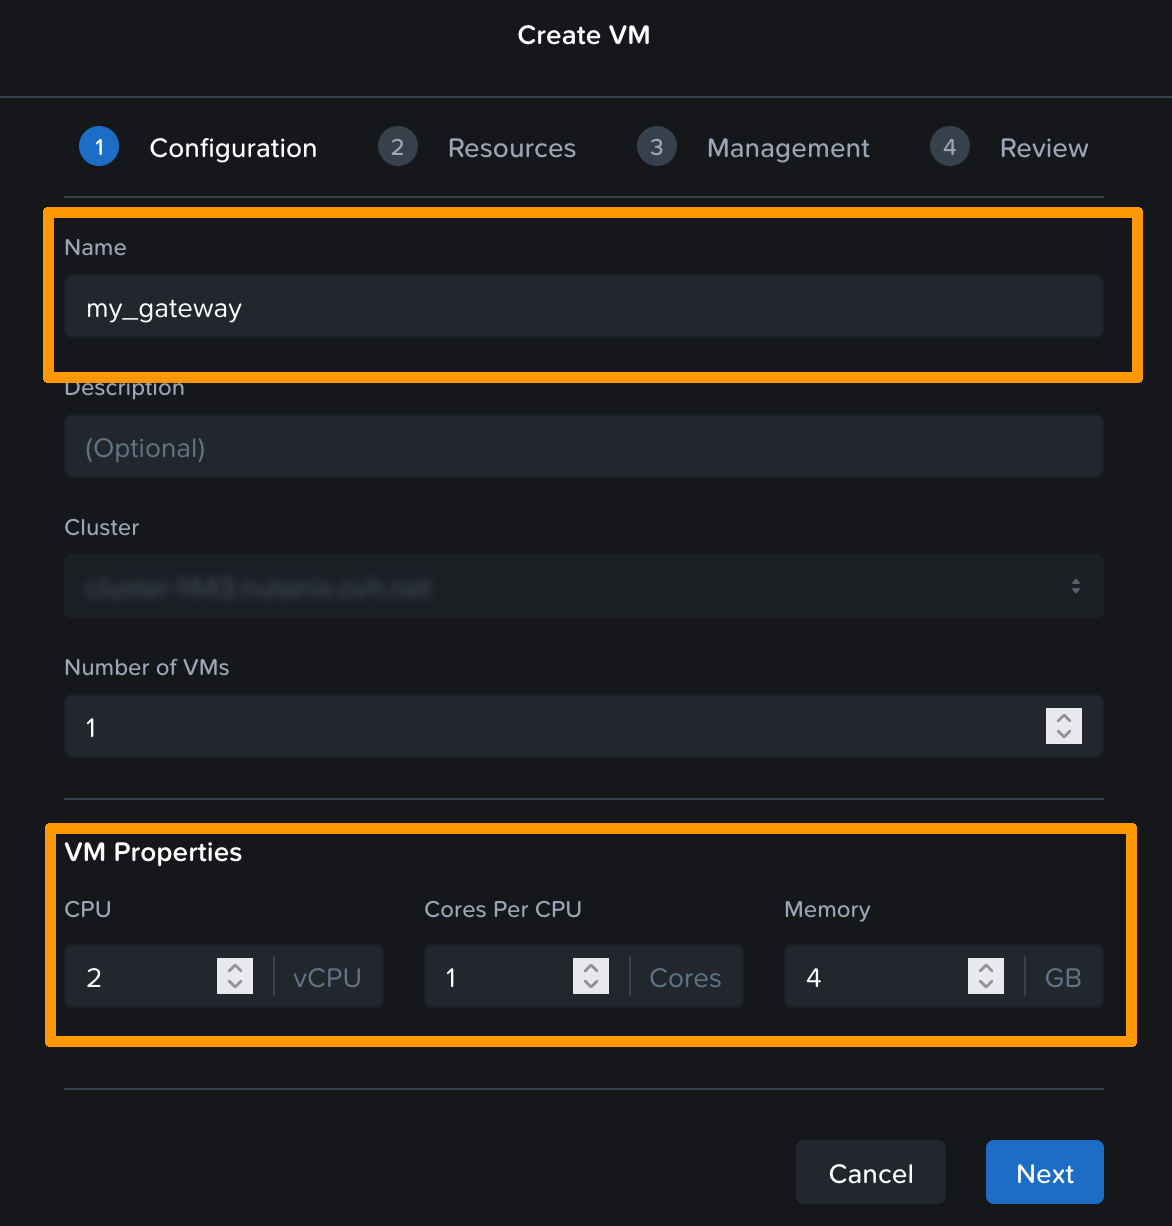 Create VM
1 Configuration 2 Resources 3 Management 4 Review
Name
my_gateway
Description
(Optional)
Cluster
Number of VMs
1
VM Properties
CPU Cores Per CPU Memory
2 vCPU 1 Cores 4 GB
Cancel Next